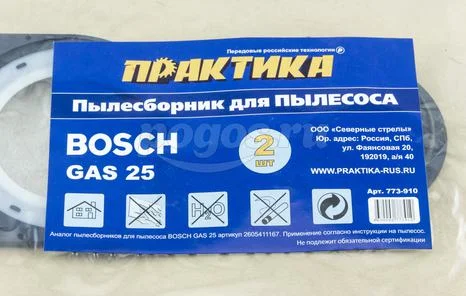 Передовые российские технологии
ПРАКТИКА
Пылесборник для ПЫЛЕСОСА
BOSCH
GAS 25
2
ШТ
ООО «Северные стрелы»
Юр. адрес: Россия, СПб.
ул. Фаянсовая 20,
192019, а/я 40
WWW.PRAKTIKA-RUS.RU
Арт. 773-910
H₂O
Аналог пылесборников для пылесоса BOSCH GAS 25 артикул 2605411167. Применение согласно инструкции на пылесос.
Не подлежит обязательной сертификации